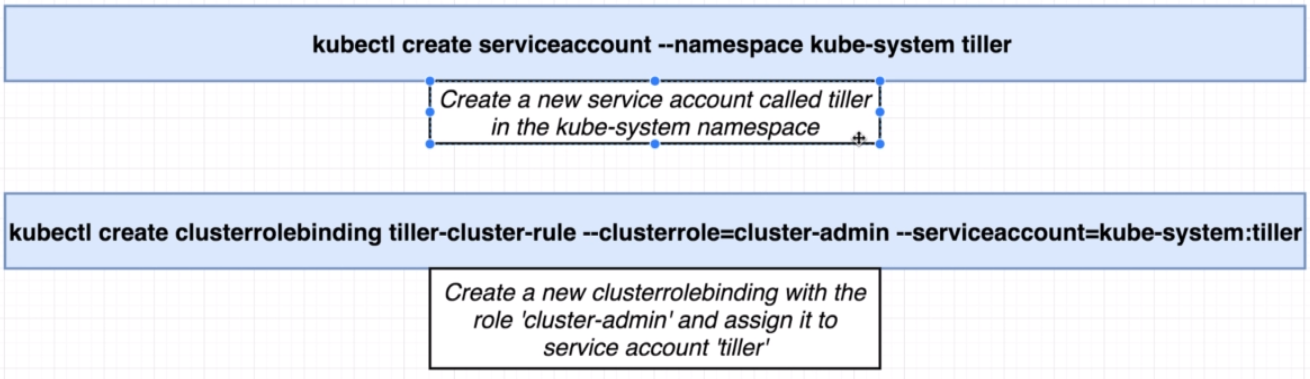 kubectl create serviceaccount --namespace kube-system tiller
Create a new service account called tiller
in the kube-system namespace
kubectl create clusterrolebinding tiller-cluster-rule --clusterrole=cluster-admin --serviceaccount=kube-system:tiller
Create a new clusterrolebinding with the
role 'cluster-admin' and assign it to
service account 'tiller'